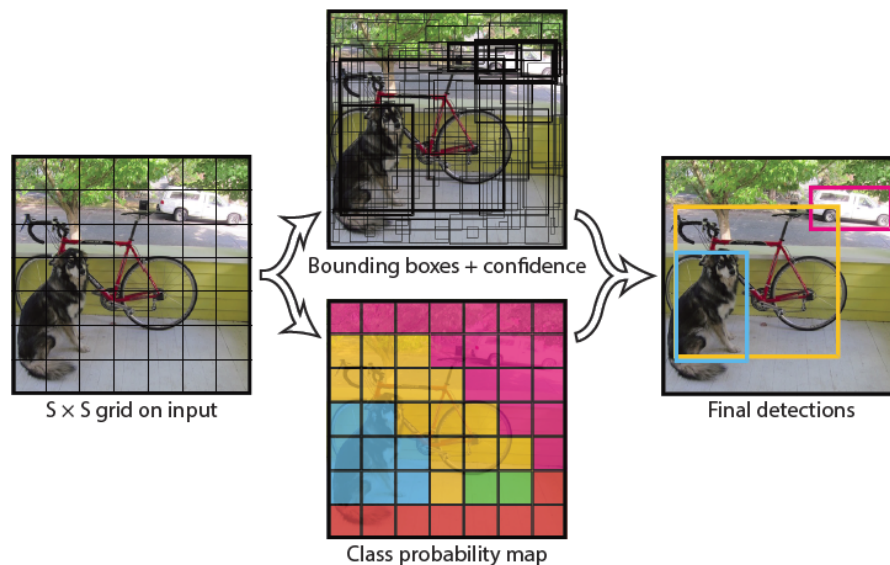 Bounding boxes + confidence
S × S grid on input
Final detections
Class probability map